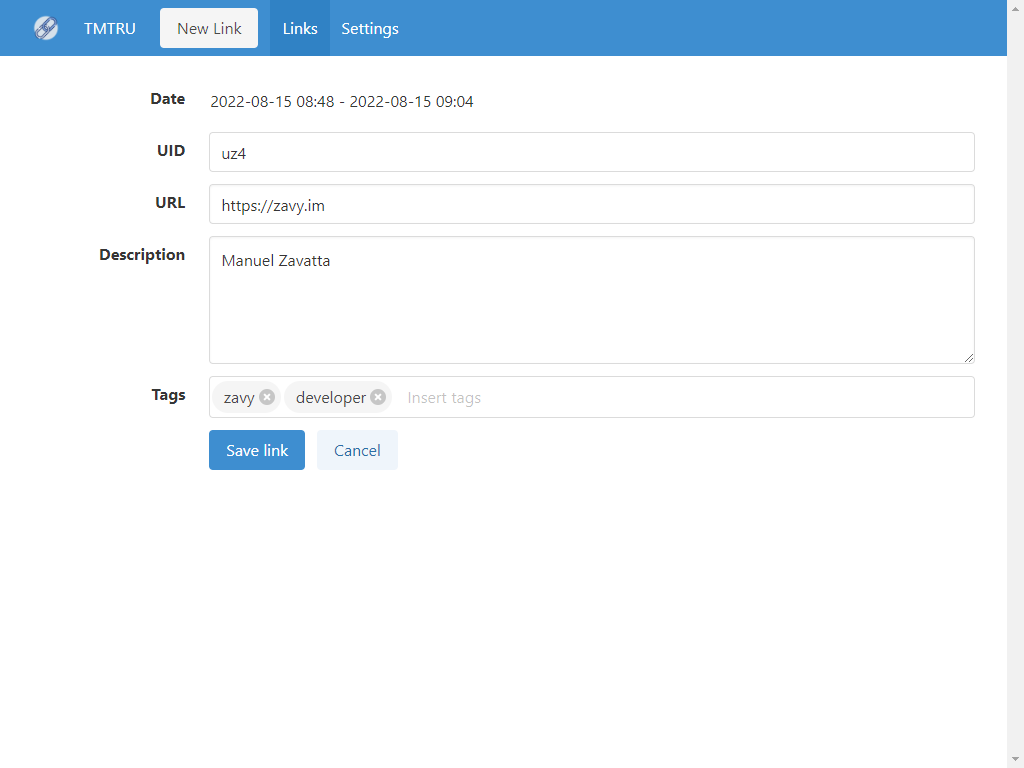 TMTRU New Link Links Settings
Date 2022-08-15 08:48 - 2022-08-15 09:04
UID uz4
URL https://zavy.im
Description Manuel Zavatta
Tags zavy developer Insert tags
Save link Cancel